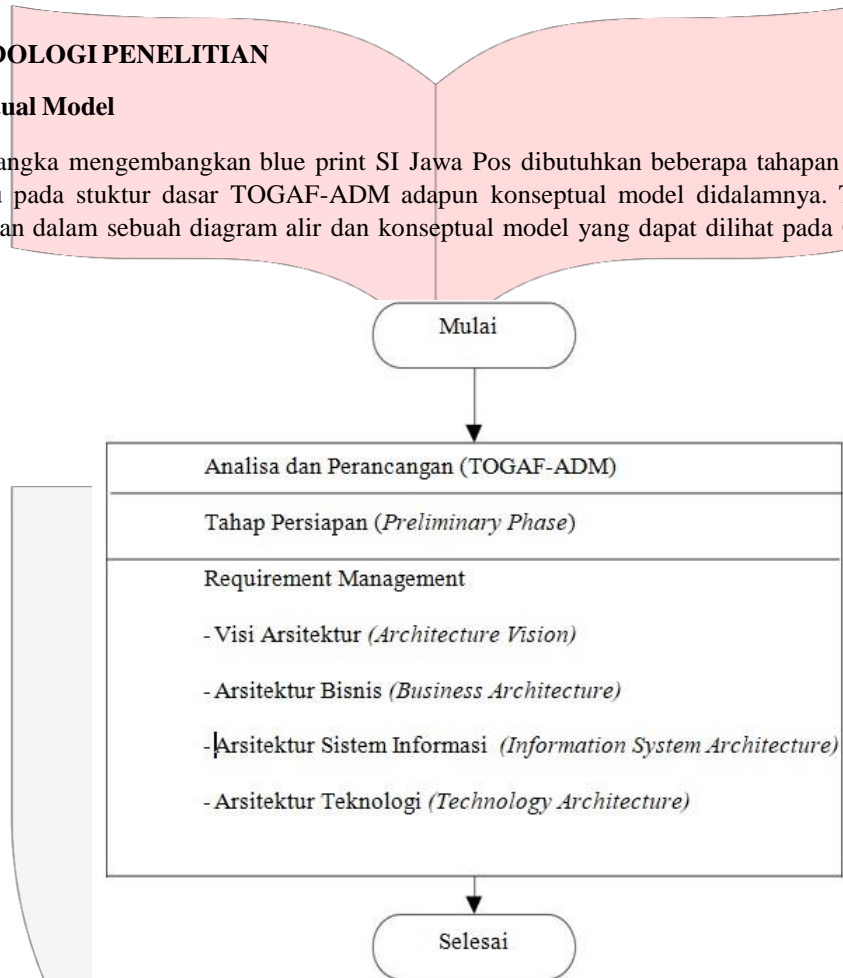 DOLOGI PENELITIAN
ual Model
angka mengembangkan blue print SI Jawa Pos dibutuhkan beberapa tahapan
pada stuktur dasar TOGAF-ADM adapun konseptual model didalamnya.
an dalam sebuah diagram alir dan konseptual model yang dapat dilihat pada
Mulai
Analisa dan Perancangan (TOGAF-ADM)
Tahap Persiapan (Preliminary Phase)
Requirement Management
- Visi Arsitektur (Architecture Vision)
- Arsitektur Bisnis (Business Architecture)
- Arsitektur Sistem Informasi (Information System Architecture)
- Arsitektur Teknologi (Technology Architecture)
Selesai